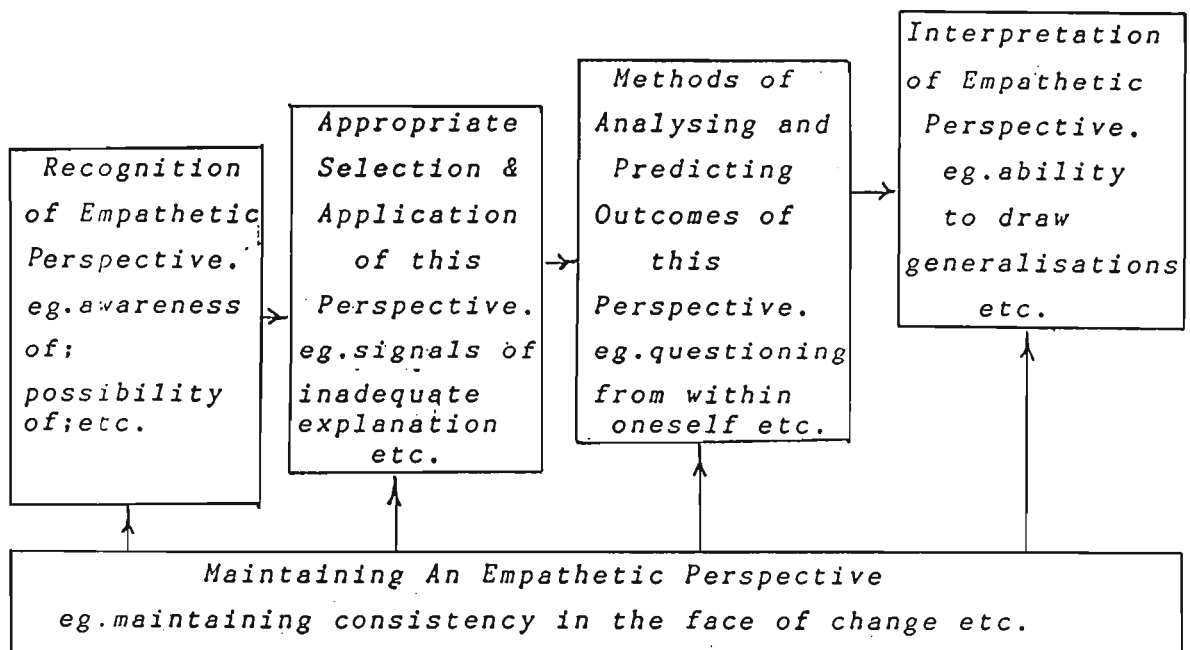 Recognition
of Empathetic
Perspective.
eg.awareness
of;
possibility
of;etc.
Appropriate
Selection &
Application
of this
Perspective.
eg.signals of
inadequate
explanation
etc.
Methods of
Analysing and
Predicting
Outcomes of
this
Perspective.
eg.questioning
from within
oneself etc.
Interpretation
of Empathetic
Perspective.
eg.ability
to draw
generalisations
etc.
Maintaining An Empathetic Perspective
eg.maintaining consistency in the face of change etc.